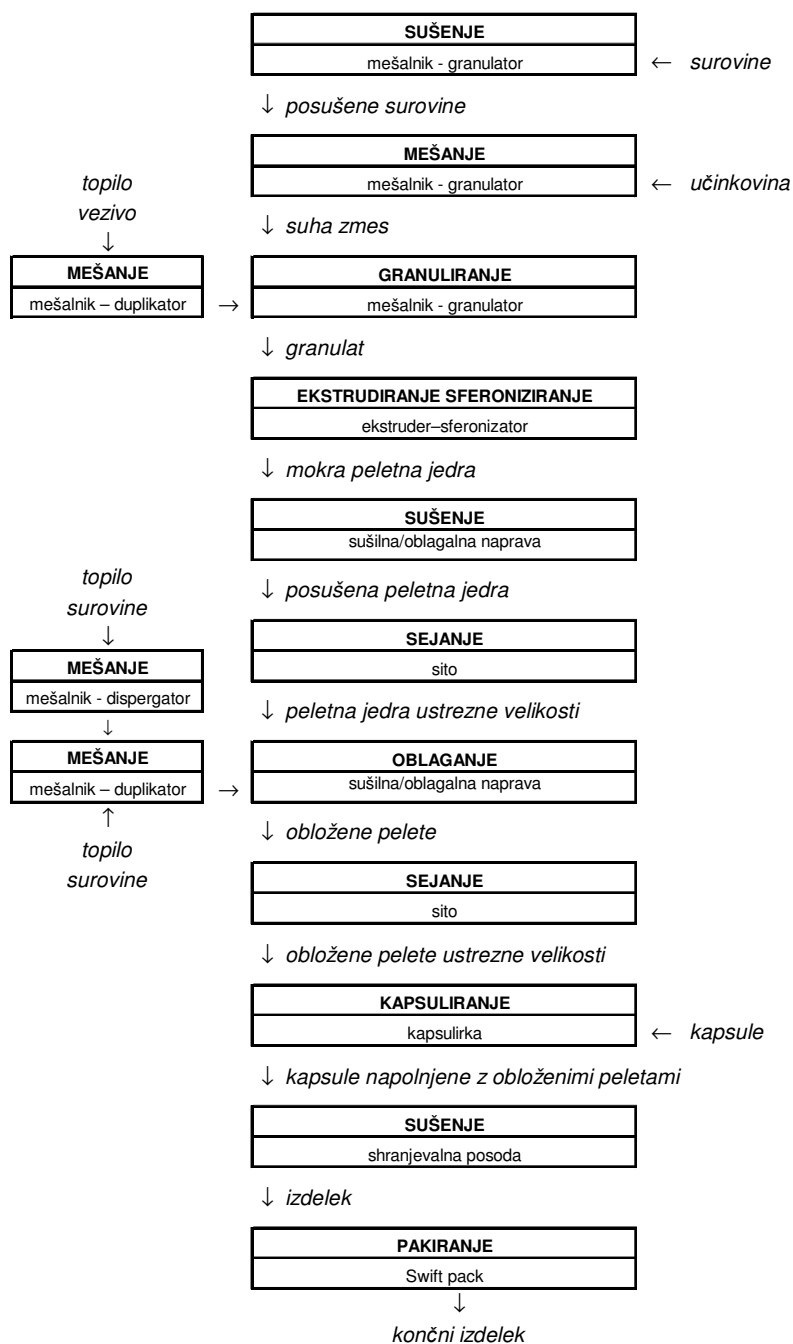 SUŠENJE
mešalnik - granulator
← surovine
↓ posušene surovine
MEŠANJE
mešalnik - granulator
← učinkovina
↓ suha zmes
topilo
vezivo
↓
MEŠANJE
mešalnik – duplikator
→
GRANULIRANJE
mešalnik - granulator
↓ granulat
EKSTRUDIRANJE SFERONIZIRANJE
ekstruder–sferonizator
↓ mokra peletna jedra
SUŠENJE
sušilna/oblagalna naprava
↓ posušena peletna jedra
SEJANJE
sito
↓ peletna jedra ustrezne velikosti
topilo
surovine
↓
MEŠANJE
mešalnik - dispergator
↓
MEŠANJE
mešalnik – duplikator
→
↑
topilo
surovine
OBLAGANJE
sušilna/oblagalna naprava
↓ obložene pelete
SEJANJE
sito
↓ obložene pelete ustrezne velikosti
KAPSULIRANJE
kapsulirka
← kapsule
↓ kapsule napolnjene z obloženimi peletami
SUŠENJE
shranjevalna posoda
↓ izdelek
PAKIRANJE
Swift pack
↓
končni izdelek